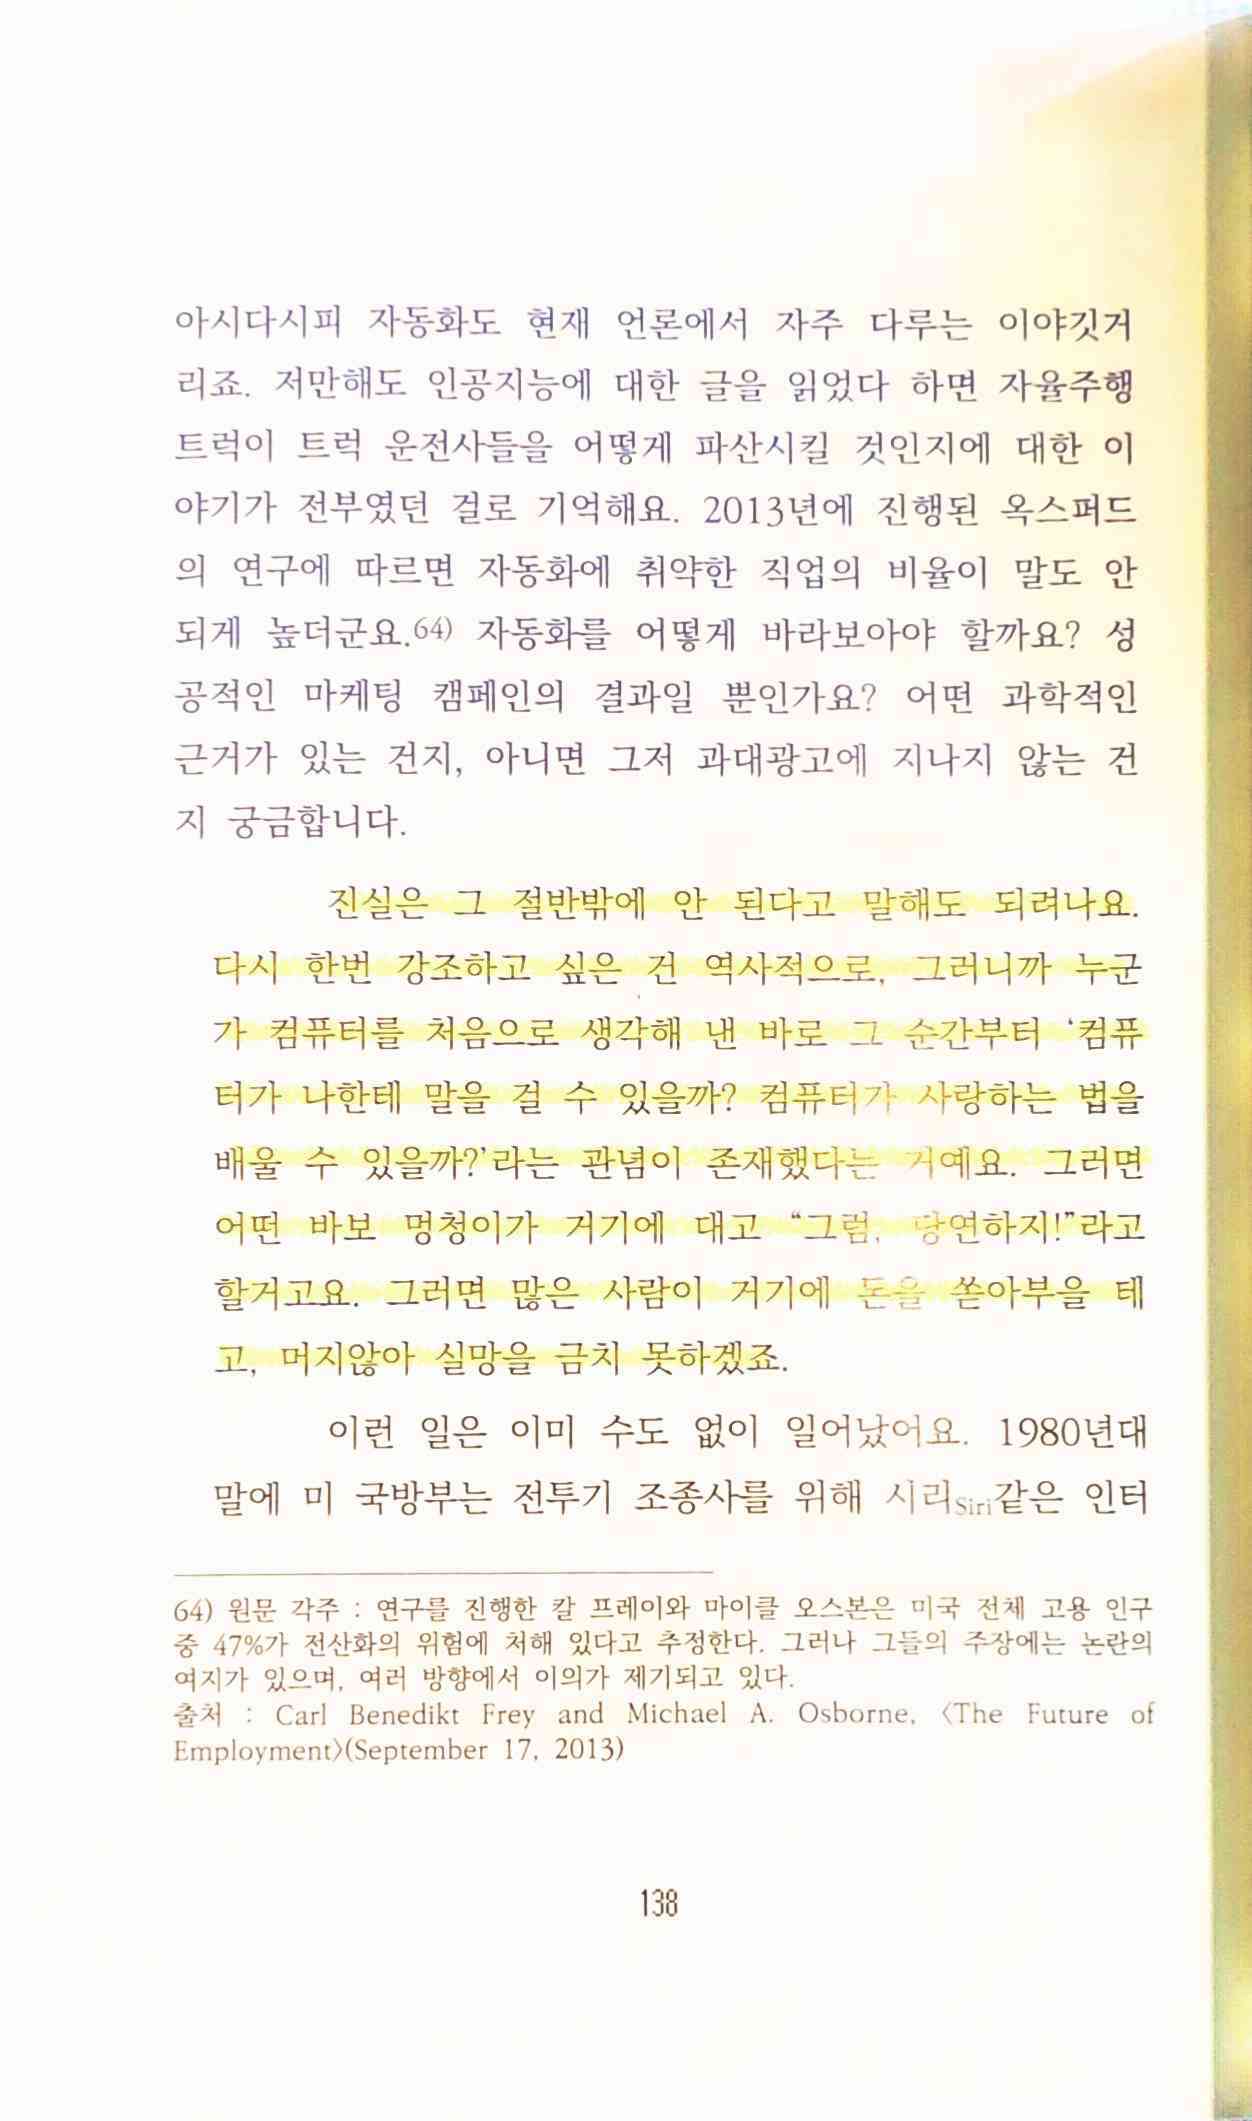 아시다시피 자동화도 현재 언론에서 자주 다루는 이야깃거
리죠. 저만해도 인공지능에 대한 글을 읽었다 하면 자율주행
트럭이 트럭 운전사들을 어떻게 파산시킬 것인지에 대한 이
야기가 전부였던 걸로 기억해요. 2013년에 진행된 옥스퍼드
의 연구에 따르면 자동화에 취약한 직업의 비율이 말도 안
되게 높더군요.64) 자동화를 어떻게 바라보아야 할까요? 성
공적인 마케팅 캠페인의 결과일 뿐인가요? 어떤 과학적인
근거가 있는 건지, 아니면 그저 과대광고에 지나지 않는 건
지 궁금합니다.
진실은 그 절반밖에 안 된다고 말해도 되려나요.
다시 한번 강조하고 싶은 건 역사적으로, 그러니까 누군
가 컴퓨터를 처음으로 생각해 낸 바로 그 순간부터 ‘컴퓨
터가 나한테 말을 걸 수 있을까? 컴퓨터가 사랑하는 법을
배울 수 있을까?’라는 관념이 존재했다는 거예요. 그러면
어떤 바보 멍청이가 거기에 대고 “그럼, 당연하지!”라고
할거고요. 그러면 많은 사람이 거기에 돈을 쏟아부을 테
고, 머지않아 실망을 금치 못하겠죠.
이런 일은 이미 수도 없이 일어났어요. 1980년대
말에 미 국방부는 전투기 조종사를 위해 시리Siri같은 인터
64) 원문 각주 : 연구를 진행한 칼 프레이와 마이클 오스본은 미국 전체 고용 인구
중 47%가 전산화의 위험에 처해 있다고 추정한다. 그러나 그들의 주장에는 논란의
여지가 있으며, 여러 방향에서 이의가 제기되고 있다.
출처 : Carl Benedikt Frey and Michael A. Osborne, 〈The Future of
Employment〉(September 17, 2013)
138